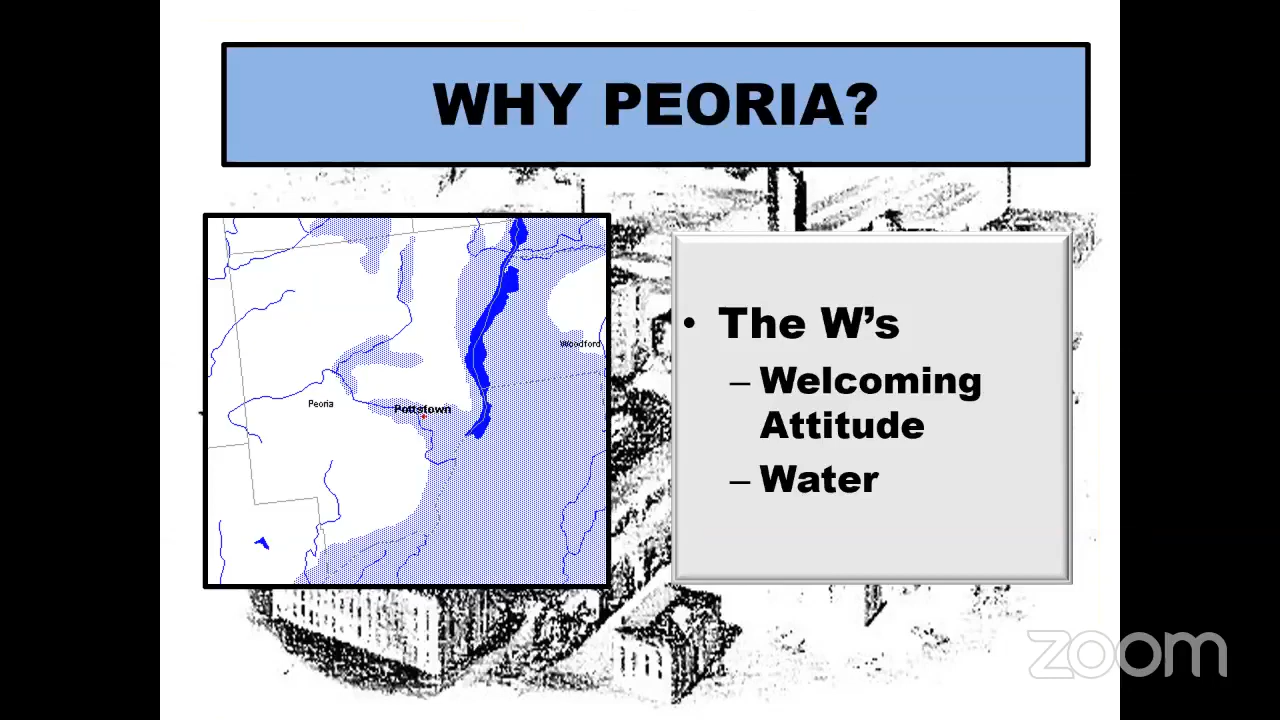 WHY PEORIA?
Woodford
Peoria
Pottstown
• The W’s
– Welcoming
Attitude
– Water
zoom